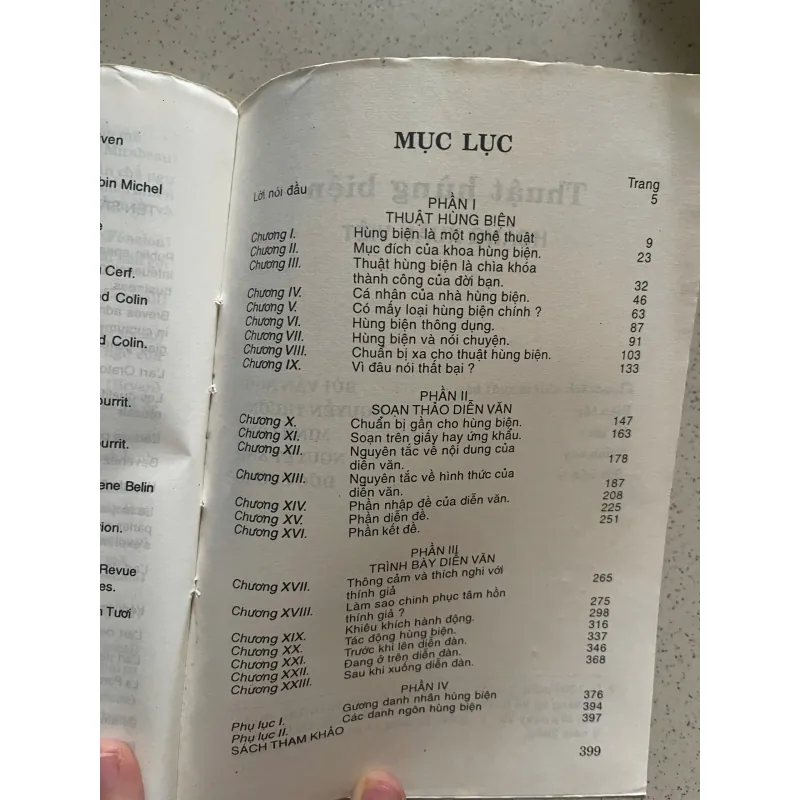 ven
bin Michel
e
Cerf.
d Colin
d Colin.
ourrit.
ourrit.
ene Belin
ion.
Revue
es.
n Tươi
MỤC LỤC
Trang
Lời nói đầu 5
PHẦN I
THUẬT HÙNG BIỆN
Chương I. Hùng biện là một nghệ thuật 9
Chương II. Mục đích của khoa hùng biện. 23
Chương III. Thuật hùng biện là chìa khóa
thành công của đời bạn. 32
Chương IV. Cá nhân của nhà hùng biện. 46
Chương V. Có mấy loại hùng biện chính ? 63
Chương VI. Hùng biện thông dụng. 87
Chương VII. Hùng biện và nói chuyện. 91
Chương VIII. Chuẩn bị xa cho thuật hùng biện. 103
Chương IX. Vì đâu nói thất bại ? 133
PHẦN II
SOẠN THẢO DIỄN VĂN
Chương X. Chuẩn bị gần cho hùng biện. 147
Chương XI. Soạn trên giấy hay ứng khẩu. 163
Chương XII. Nguyên tắc về nội dung của
diễn văn. 178
Chương XIII. Nguyên tắc về hình thức của
diễn văn. 187
Chương XIV. Phần nhập đề của diễn văn. 208
Chương XV. Phần diễn đề. 225
Chương XVI. Phần kết đề. 251
PHẦN III
TRÌNH BÀY DIỄN VĂN
Chương XVII. Thông cảm và thích nghi với
thính giả 265
Chương XVIII. Làm sao chinh phục tâm hồn
thính giả ? 275
Chương XIX. Khiêu khích hành động. 298
Chương XX. Tác động hùng biện. 316
Chương XXI. Trước khi lên diễn đàn. 337
Chương XXII. Đang ở trên diễn đàn. 346
Chương XXIII. Sau khi xuống diễn đàn. 368
PHẦN IV
Phụ lục I. Gương danh nhân hùng biện 376
Phụ lục II. Các danh ngôn hùng biện 394
SÁCH THAM KHẢO 397
399